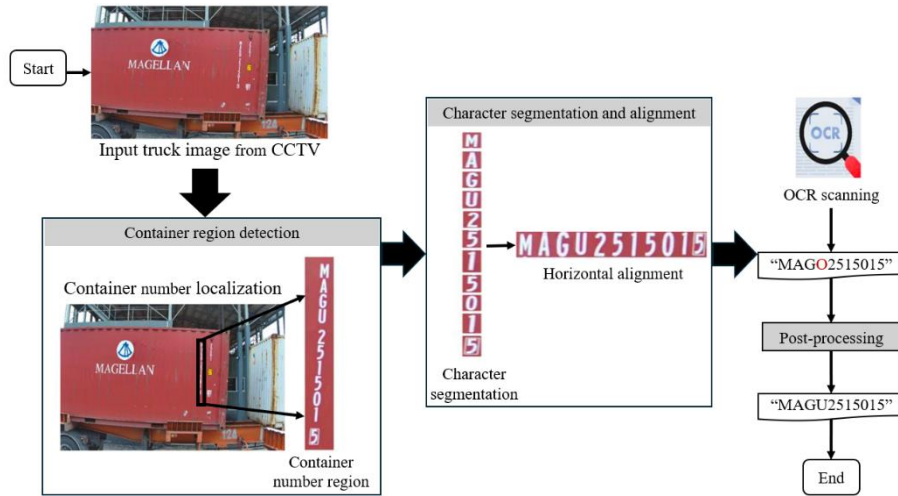 Start
MAGELLAN
Input truck image from CCTV
Container region detection
Container number localization
MAGELLAN
MAGU 251501 5
Container
number region
Character segmentation and alignment
M
A
G
U
2
5
1
5
0
1
5
Character
segmentation
MAGU2515015
Horizontal alignment
OCR
OCR scanning
“MAGO2515015”
Post-processing
“MAGU2515015”
End